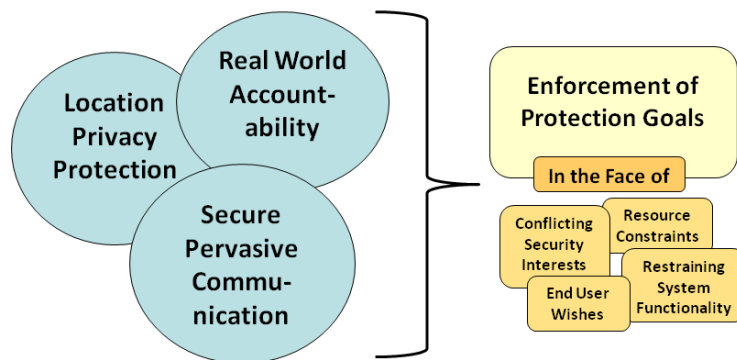 Location
Privacy
Protection
Real World
Account-
ability
Secure
Pervasive
Commu-
nication
Enforcement of
Protection Goals
In the Face of
Conflicting
Security
Interests
Resource
Constraints
End User
Wishes
Restraining
System
Functionality